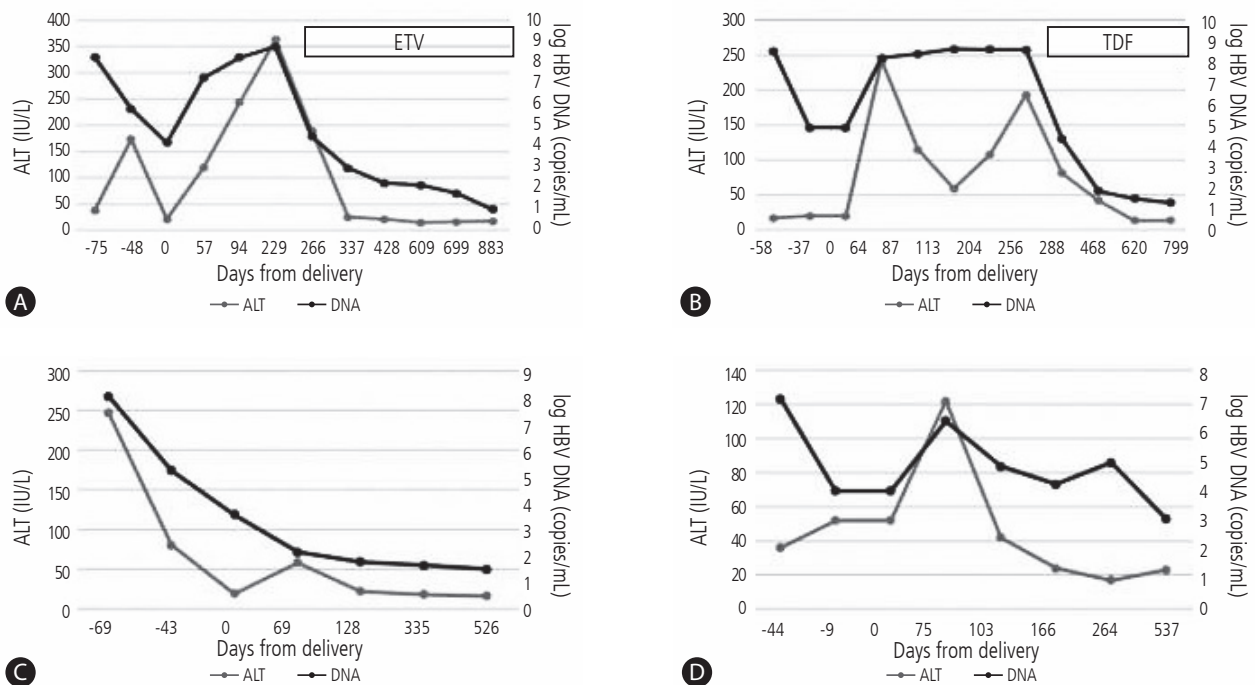 400
350
300
250
200
150
100
50
0
ALT (IU/L)
10
9
8
7
6
5
4
3
2
1
0
log HBV DNA (copies/mL)
ETV
-75 -48 0 57 94 229 266 337 428 609 699 883
Days from delivery
ALT DNA
A
300
250
200
150
100
50
0
ALT (IU/L)
10
9
8
7
6
5
4
3
2
1
0
log HBV DNA (copies/mL)
TDF
-58 -37 0 64 87 113 204 256 288 468 620 799
Days from delivery
ALT DNA
B
300
250
200
150
100
50
0
ALT (IU/L)
9
8
7
6
5
4
3
2
1
0
log HBV DNA (copies/mL)
-69 -43 0 69 128 335 526
Days from delivery
ALT DNA
C
140
120
100
80
60
40
20
0
ALT (IU/L)
8
7
6
5
4
3
2
1
0
log HBV DNA (copies/mL)
-44 -9 0 75 103 166 264 537
Days from delivery
ALT DNA
D